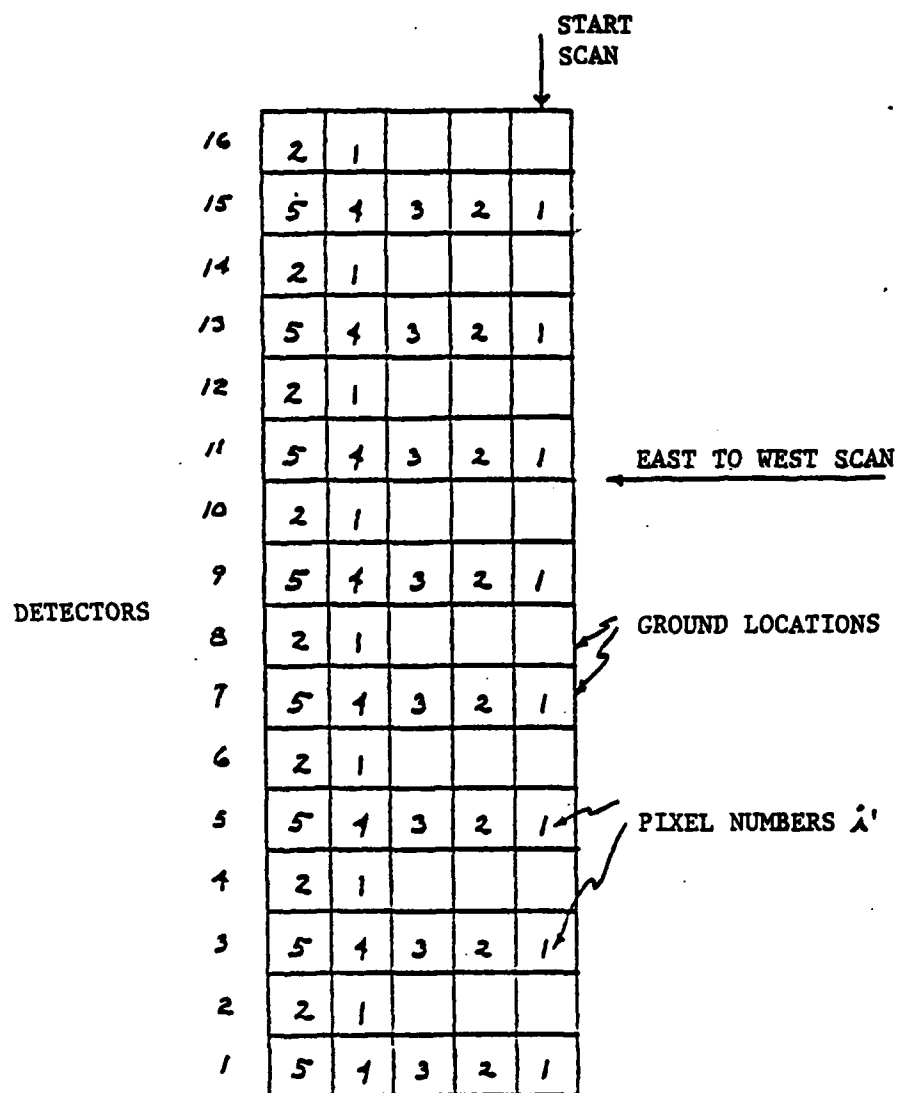 START
SCAN
16 2 1
15 5 4 3 2 1
14 2 1
13 5 4 3 2 1
12 2 1
11 5 4 3 2 1
EAST TO WEST SCAN
10 2 1
9 5 4 3 2 1
DETECTORS
8 2 1
GROUND LOCATIONS
7 5 4 3 2 1
6 2 1
5 5 4 3 2 1
PIXEL NUMBERS i'
4 2 1
3 5 4 3 2 1
2 2 1
1 5 4 3 2 1